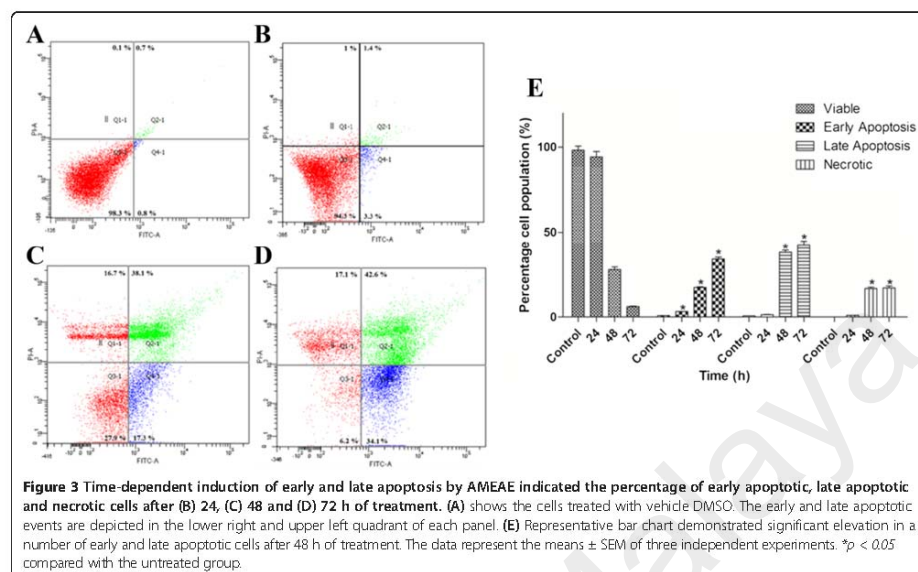 A
0.1 % 0.7 %
Q1-1 Q2-1
Q4-1
PI-A
98.3 % 0.8 %
FITC-A
B
1 % 1.4 %
Q1-1 Q2-1
Q4-1
PI-A
94.3 % 3.3 %
FITC-A
C
16.7 % 38.1 %
Q1-1 Q2-1
Q3-1
PI-A
27.9 % 17.3 %
FITC-A
D
17.1 % 42.6 %
Q1-1 Q2-1
Q3-1
PI-A
6.2 % 34.1 %
FITC-A
E
Viable
Early Apoptosis
Late Apoptosis
Necrotic
Percentage cell population (%)
100
50
0
* * * * * * *
Control 24 48 72 Control 24 48 72 Control 24 48 72 Control 24 48 72
Time (h)
Figure 3 Time-dependent induction of early and late apoptosis by AMEAE indicated the percentage of early apoptotic, late apoptotic
and necrotic cells after (B) 24, (C) 48 and (D) 72 h of treatment. (A) shows the cells treated with vehicle DMSO. The early and late apoptotic
events are depicted in the lower right and upper left quadrant of each panel. (E) Representative bar chart demonstrated significant elevation in a
number of early and late apoptotic cells after 48 h of treatment. The data represent the means ± SEM of three independent experiments. *p < 0.05
compared with the untreated group.
Malaya